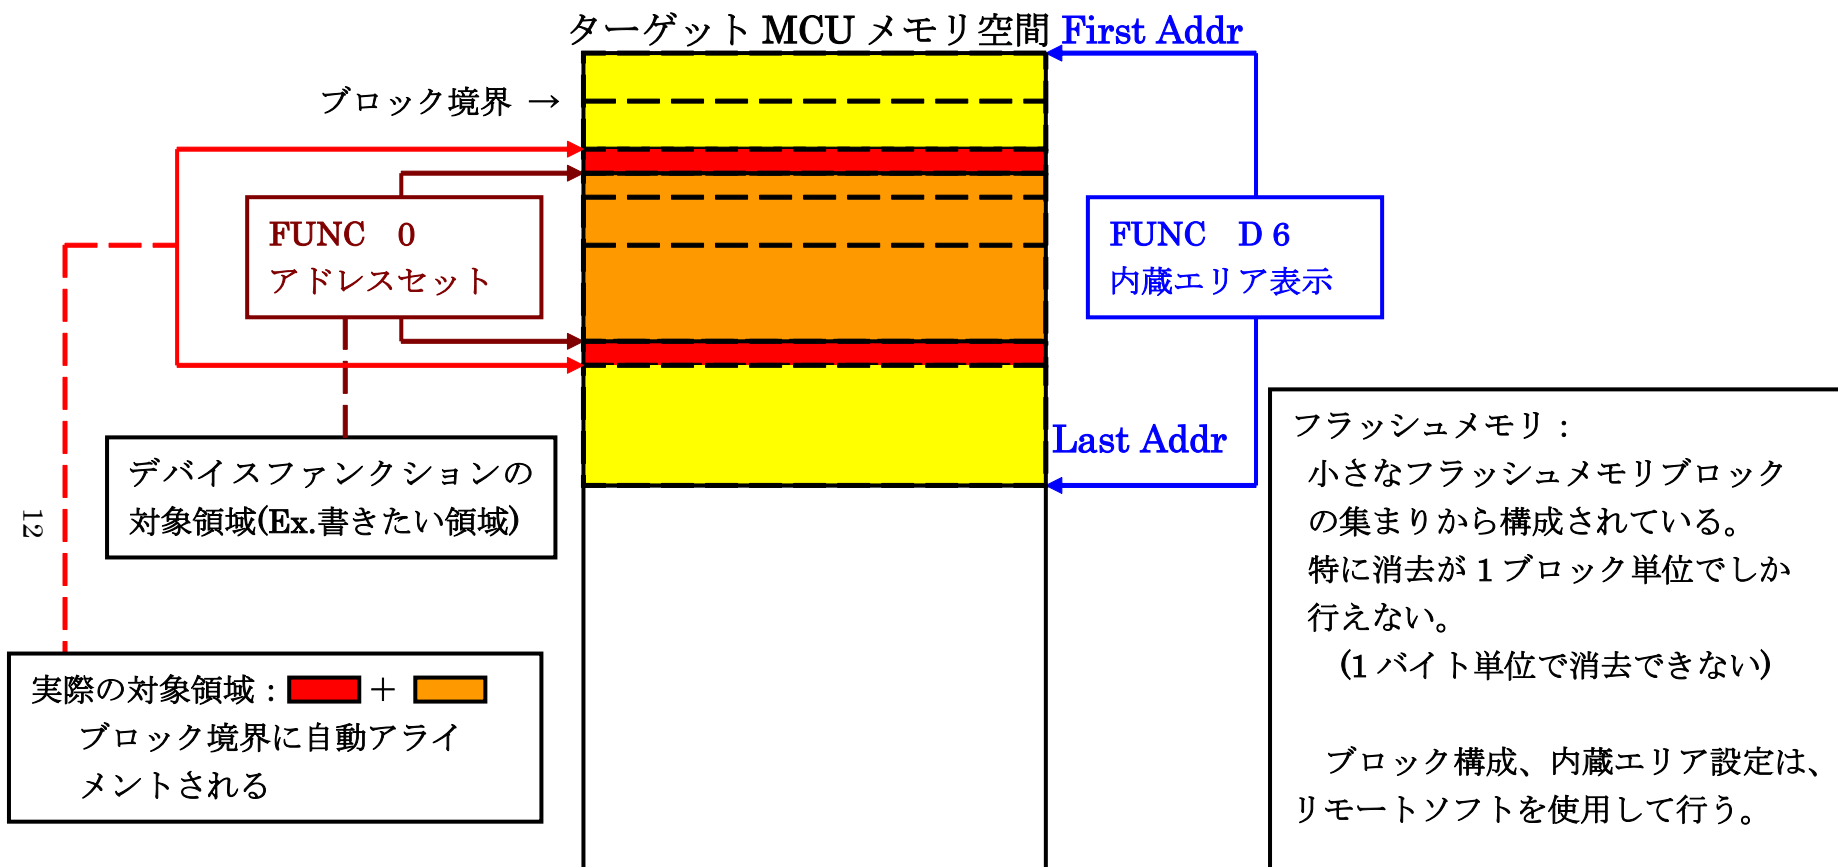 ターゲット MCU メモリ空間 First Addr
ブロック境界 →
FUNC　0
アドレスセット
FUNC　D 6
内蔵エリア表示
Last Addr
デバイスファンクションの
対象領域(Ex.書きたい領域)
12
実際の対象領域：＋
ブロック境界に自動アライ
メントされる
フラッシュメモリ：
小さなフラッシュメモリブロック
の集まりから構成されている。
特に消去が 1 ブロック単位でしか
行えない。
(1 バイト単位で消去できない)
ブロック構成、内蔵エリア設定は、
リモートソフトを使用して行う。